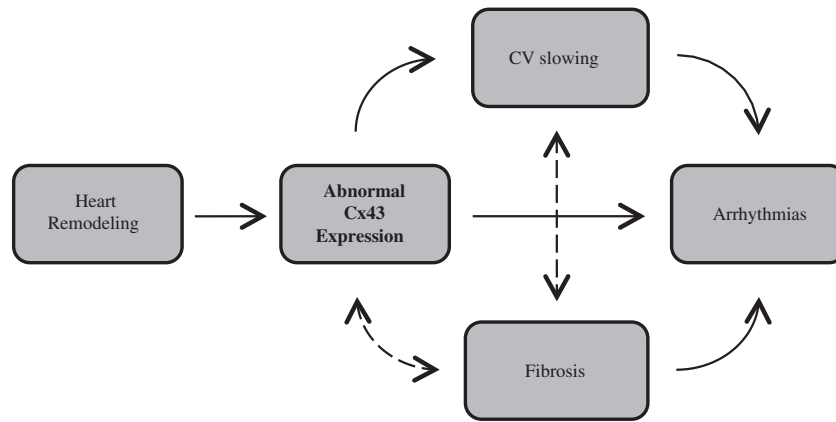 CV slowing
Heart
Remodeling
Abnormal
Cx43
Expression
Arrhythmias
Fibrosis